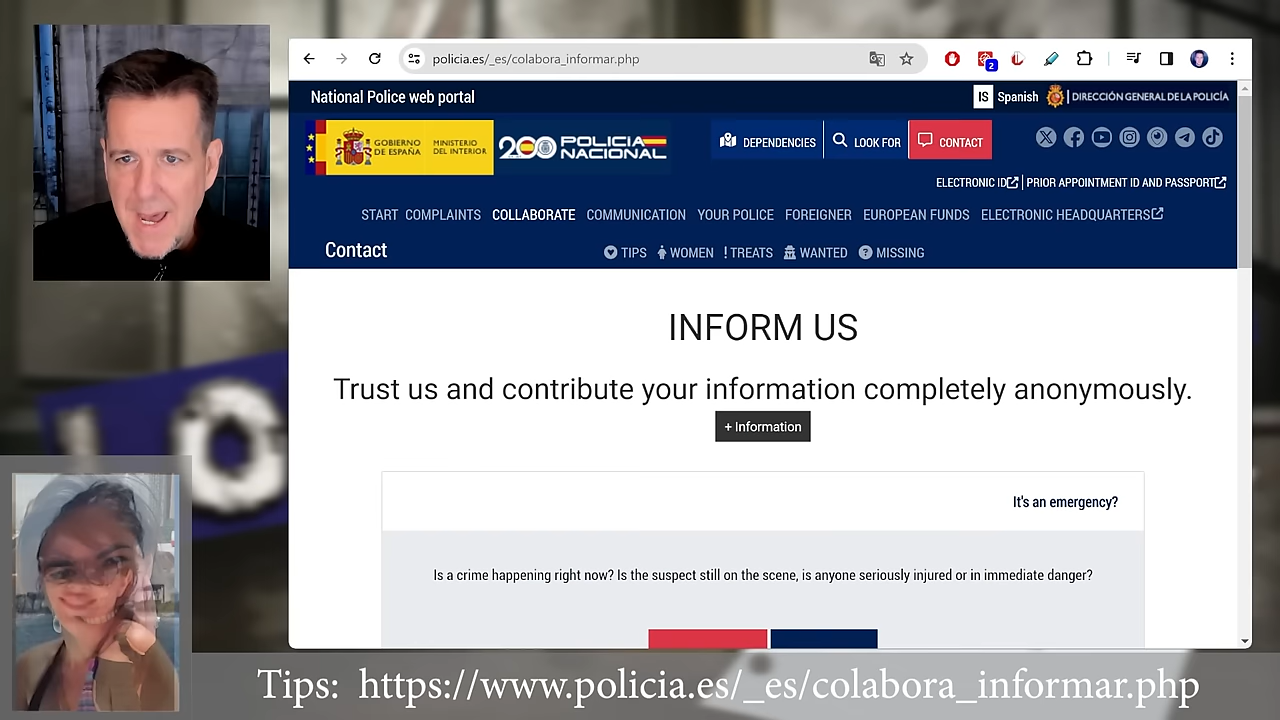 policia.es/_es/colabora_informar.php
2
National Police web portal
IS Spanish
DIRECCIÓN GENERAL DE LA POLICÍA
GOBIERNO DE ESPAÑA
MINISTERIO DEL INTERIOR
200 POLICIA NACIONAL
DEPENDENCIES
LOOK FOR
CONTACT
ELECTRONIC ID
PRIOR APPOINTMENT ID AND PASSPORT
START COMPLAINTS COLLABORATE COMMUNICATION YOUR POLICE FOREIGNER EUROPEAN FUNDS ELECTRONIC HEADQUARTERS
Contact
TIPS WOMEN ! TREATS WANTED MISSING
INFORM US
Trust us and contribute your information completely anonymously.
+ Information
It's an emergency?
Is a crime happening right now? Is the suspect still on the scene, is anyone seriously injured or in immediate danger?
Tips: https://www.policia.es/_es/colabora_informar.php